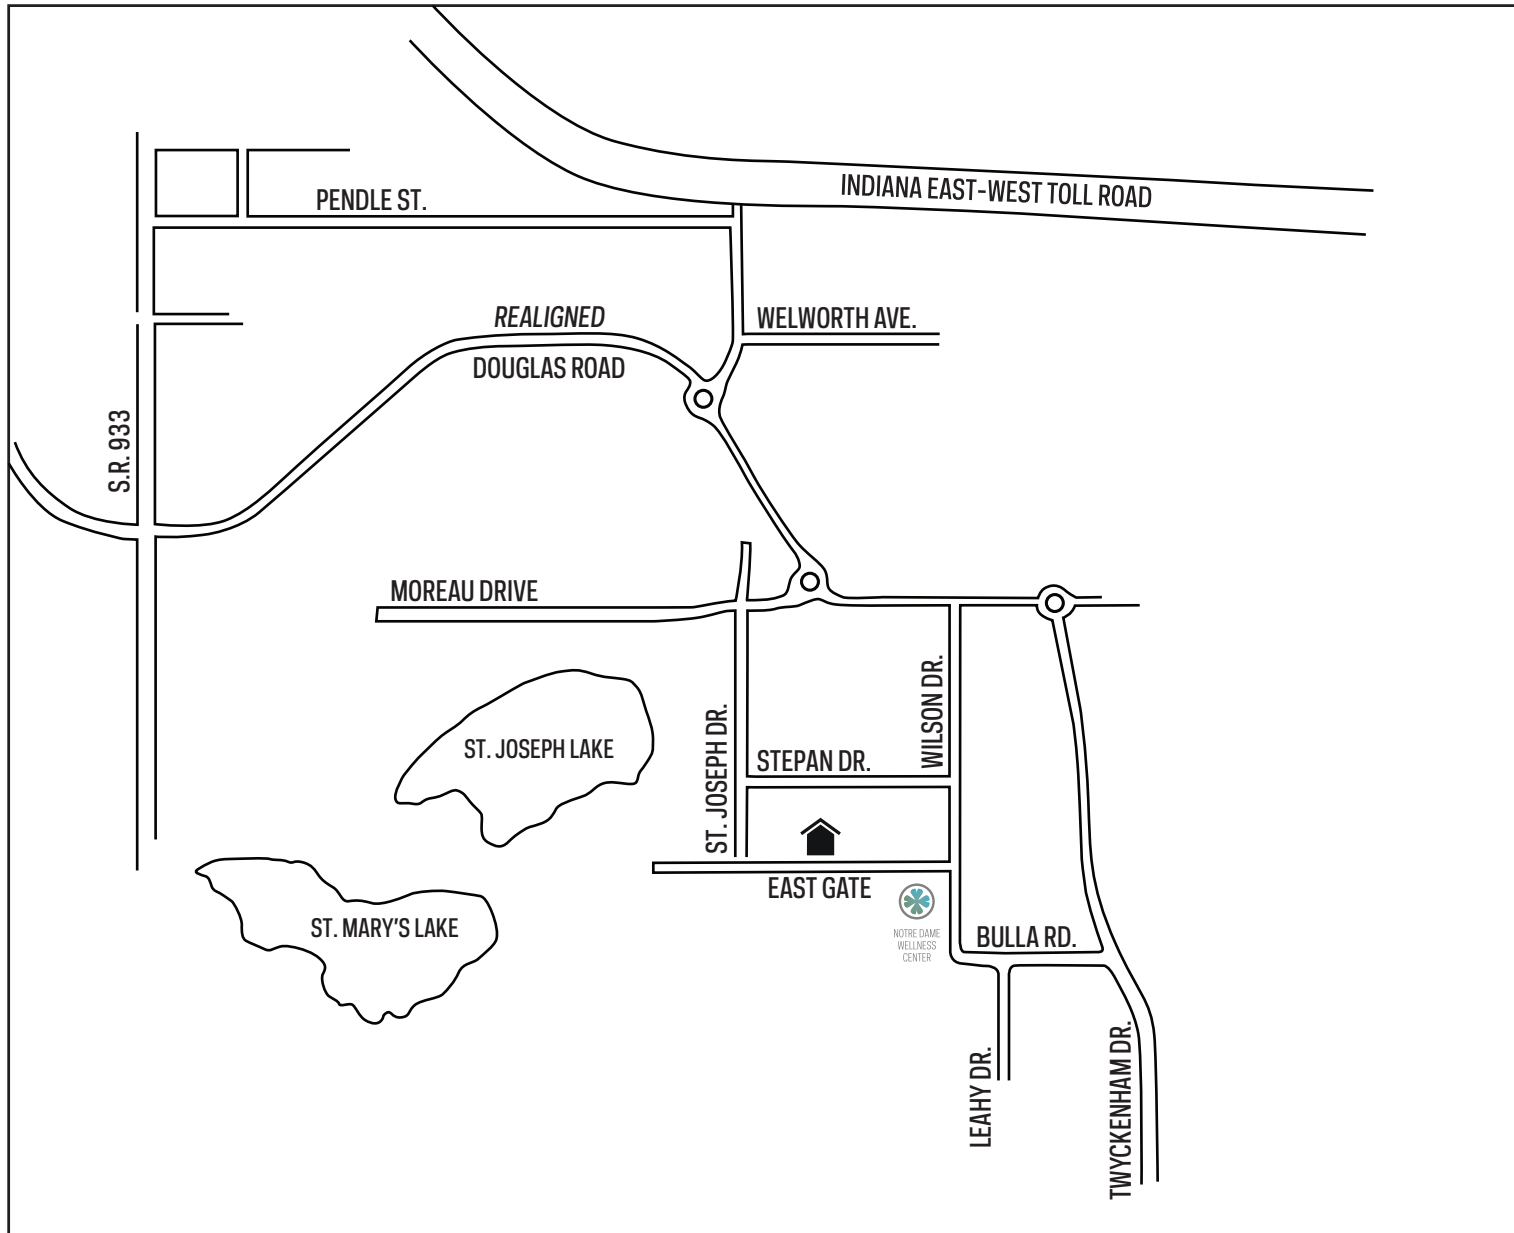 INDIANA EAST-WEST TOLL ROAD
PENDLE ST.
REALIGNED
WELWORTH AVE.
DOUGLAS ROAD
S.R. 933
MOREAU DRIVE
WILSON DR.
ST. JOSEPH DR.
ST. JOSEPH LAKE
STEPAN DR.
EAST GATE
ST. MARY'S LAKE
NOTRE DAME
WELLNESS
CENTER
BULLA RD.
LEAHY DR.
TWYCKENHAM DR.